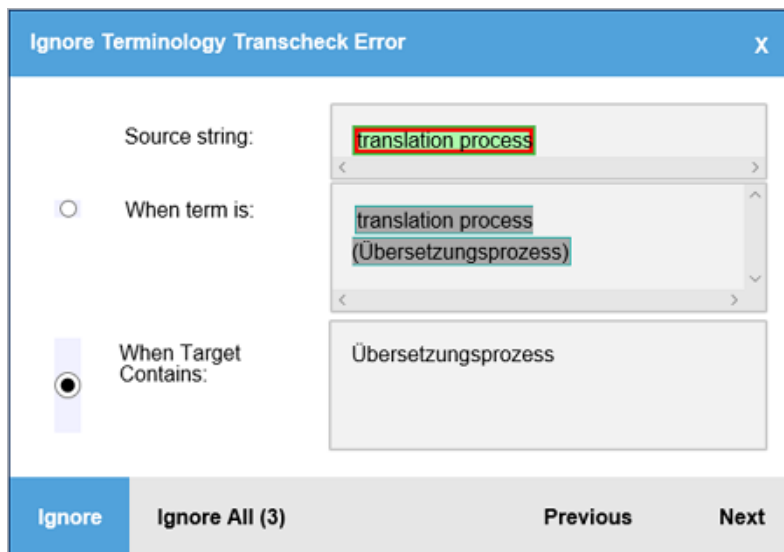 Ignore Terminology Transcheck Error X
Source string: translation process
When term is: translation process
(Übersetzungsprozess)
When Target Übersetzungsprozess
Contains:
Ignore Ignore All (3) Previous Next